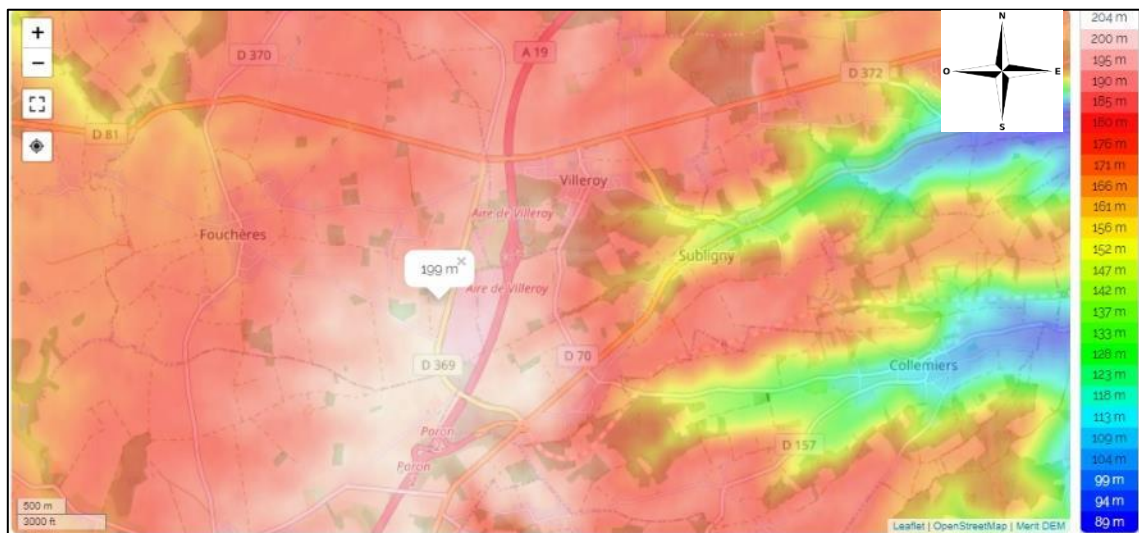 +
−
D 370
A 19
D 372
D 81
Villeroy
Aire de Villeroy
Fouchères
Subligny
199 m
×
Aire de Villeroy
D 369
D 70
Collemiers
Paron
Paron
D 157
500 m
3000 ft
Leaflet | OpenStreetMap | Merit DEM
N
O
E
S
204 m
200 m
195 m
190 m
185 m
180 m
176 m
171 m
166 m
161 m
156 m
152 m
147 m
142 m
137 m
133 m
128 m
123 m
118 m
113 m
109 m
104 m
99 m
94 m
89 m